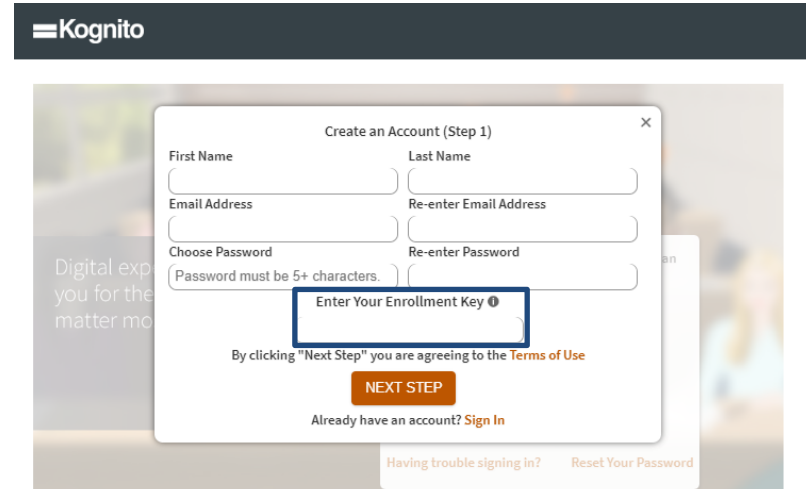 Kognito
Create an Account (Step 1)
×
First Name
Last Name
Email Address
Re-enter Email Address
Choose Password
Re-enter Password
Password must be 5+ characters.
Digital exp
you for the
matter mo
an
Enter Your Enrollment Key
By clicking "Next Step" you are agreeing to the Terms of Use
NEXT STEP
Already have an account? Sign In
Having trouble signing in?
Reset Your Password